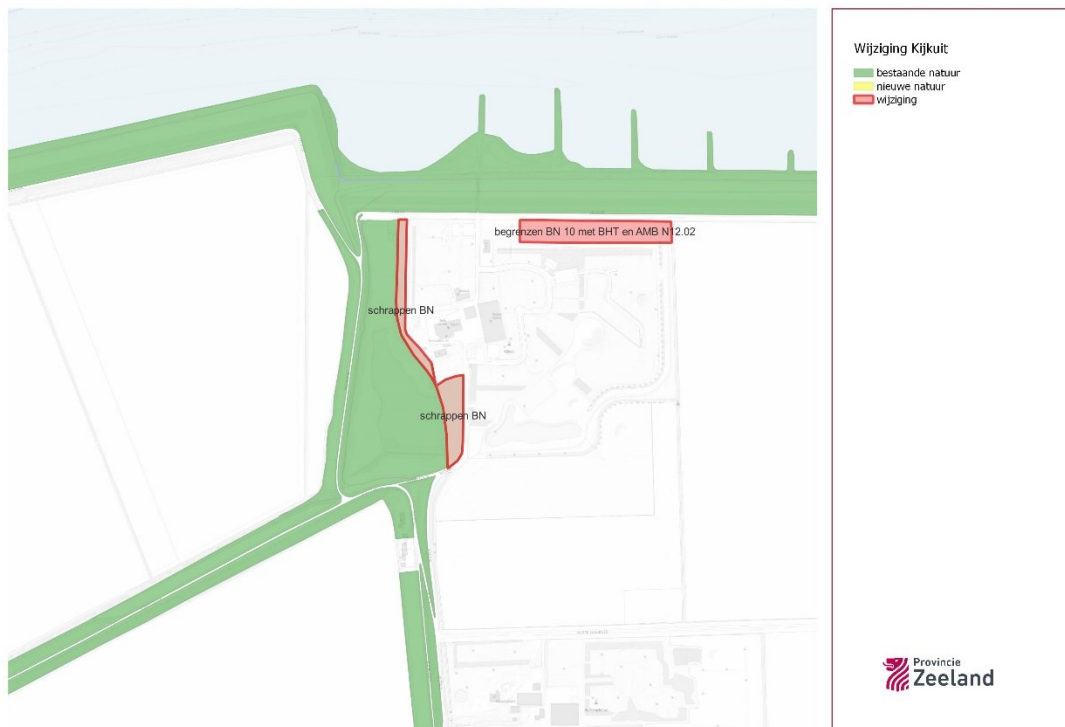 Wijziging Kijkuit
bestaande natuur
nieuwe natuur
wijziging
begrenzen BN 10 met BHT en AMB N12.02
schrappen BN
schrappen BN
Provincie
Zeeland